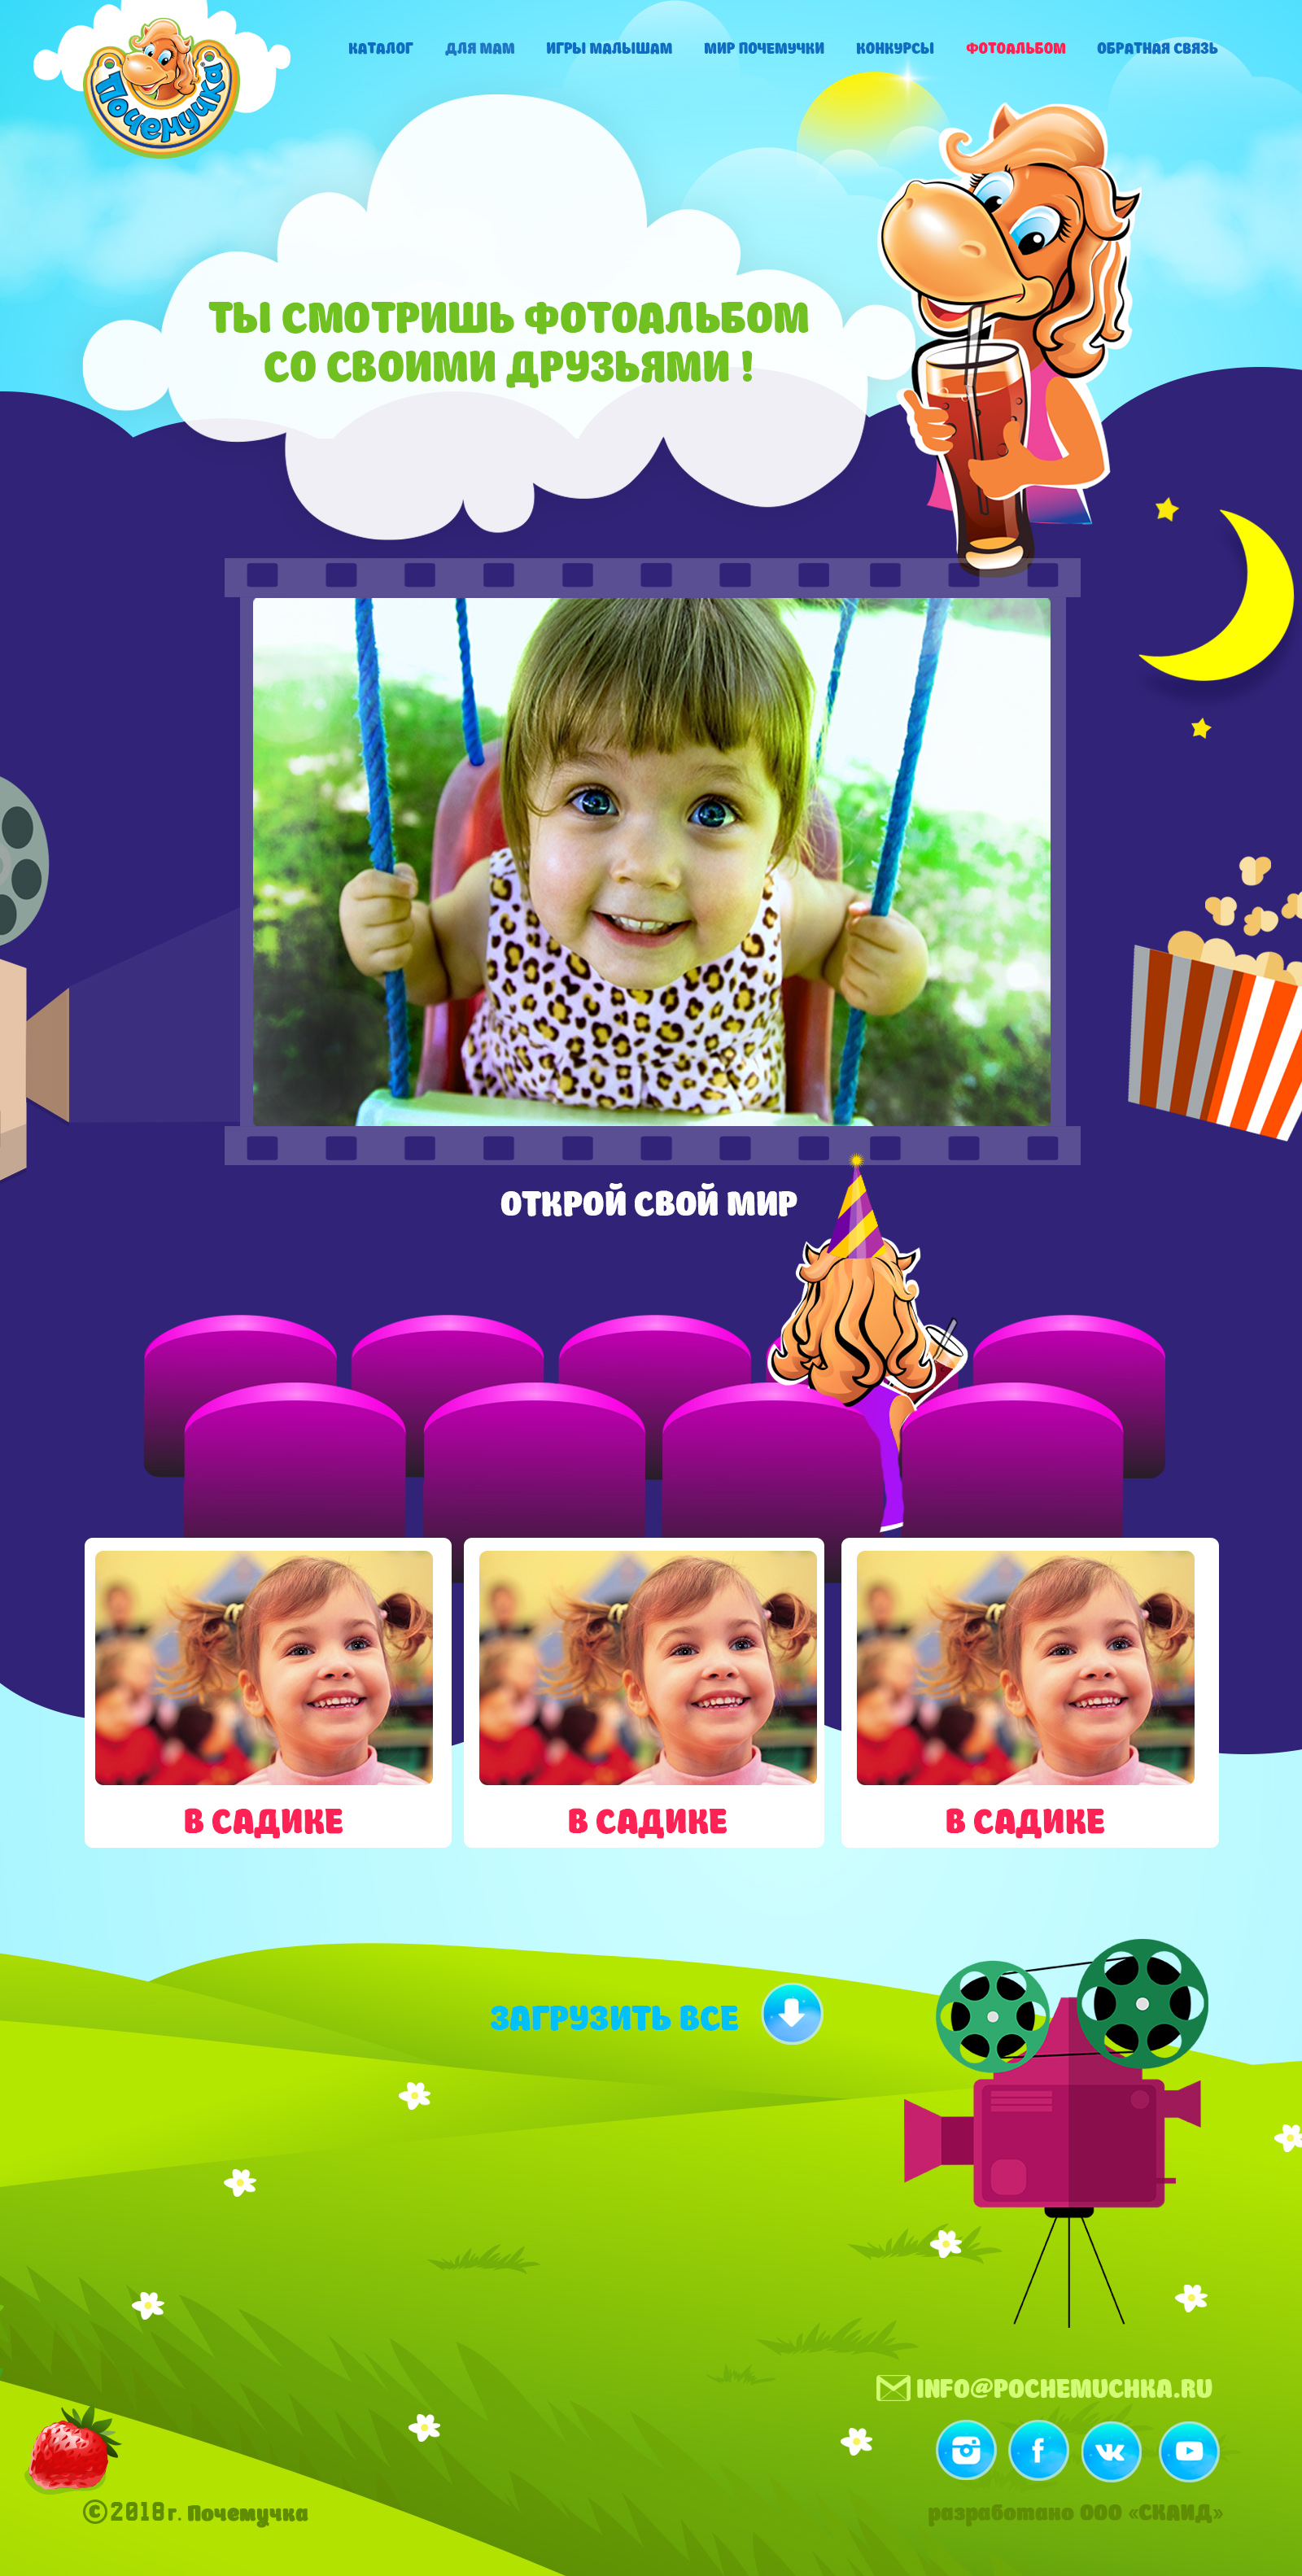 Почемучка
КАТАЛОГ ДЛЯ МАМ ИГРЫ МАЛЫШАМ МИР ПОЧЕМУЧКИ КОНКУРСЫ ФОТОАЛЬБОМ ОБРАТНАЯ СВЯЗЬ
ТЫ СМОТРИШЬ ФОТОАЛЬБОМ
СО СВОИМИ ДРУЗЬЯМИ !
ОТКРОЙ СВОЙ МИР
В САДИКЕ В САДИКЕ В САДИКЕ
ЗАГРУЗИТЬ ВСЕ
INFO@POCHEMUCHKA.RU
©2018г. Почемучка
разработано ООО «СКАИД»